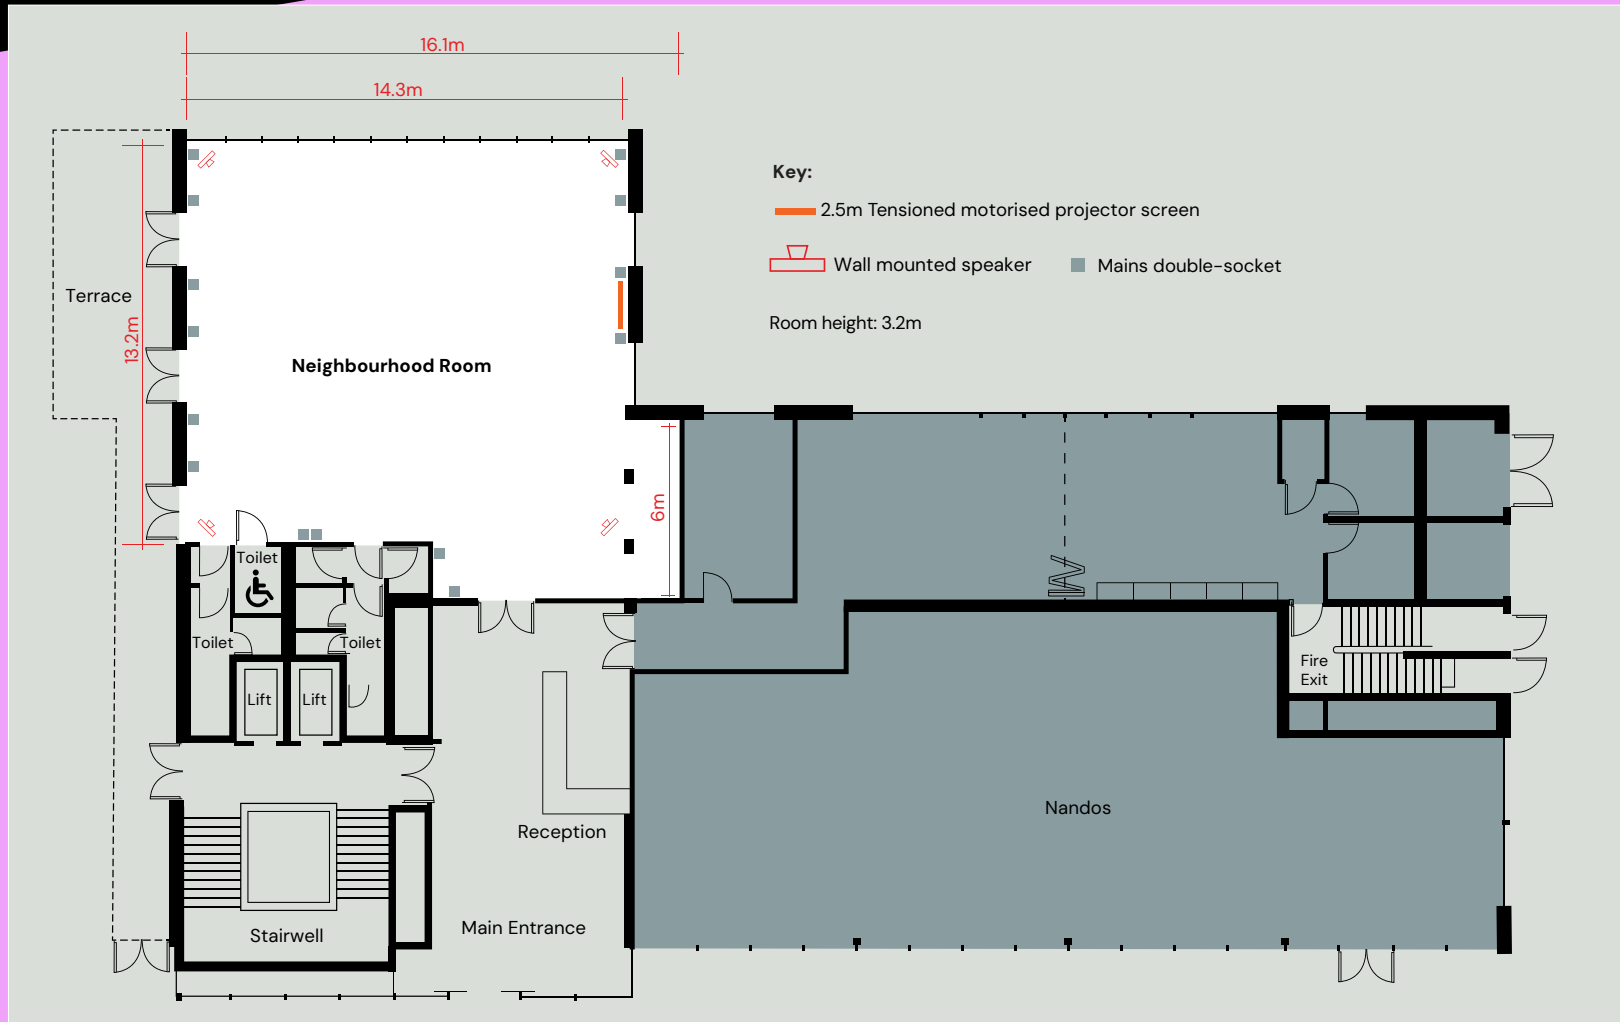 16.1m
14.3m
Key:
2.5m Tensioned motorised projector screen
Wall mounted speaker
Mains double-socket
Room height: 3.2m
Terrace
13.2m
Neighbourhood Room
6m
Toilet
Toilet
Toilet
Lift
Lift
Fire
Exit
Nandos
Reception
Main Entrance
Stairwell